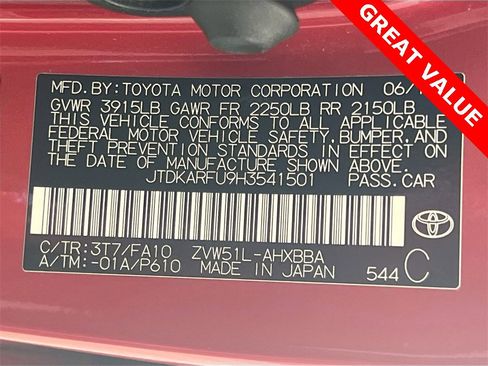 GREAT VALUE
MFD. BY: TOYOTA MOTOR CORPORATION 06/
GVWR 3915LB GAWR FR 2250LB RR 2150LB
THIS VEHICLE CONFORMS TO ALL APPLICABLE
FEDERAL MOTOR VEHICLE SAFETY, BUMPER, AND
THEFT PREVENTION STANDARDS IN EFFECT ON
THE DATE OF MANUFACTURE SHOWN ABOVE.
JTDKARFU9H3541501 PASS.CAR
C/TR: 3T7/FA10 ZVW51L-AHXBBA
A/TM: -01A/P610 MADE IN JAPAN 544 C
TOYOTA